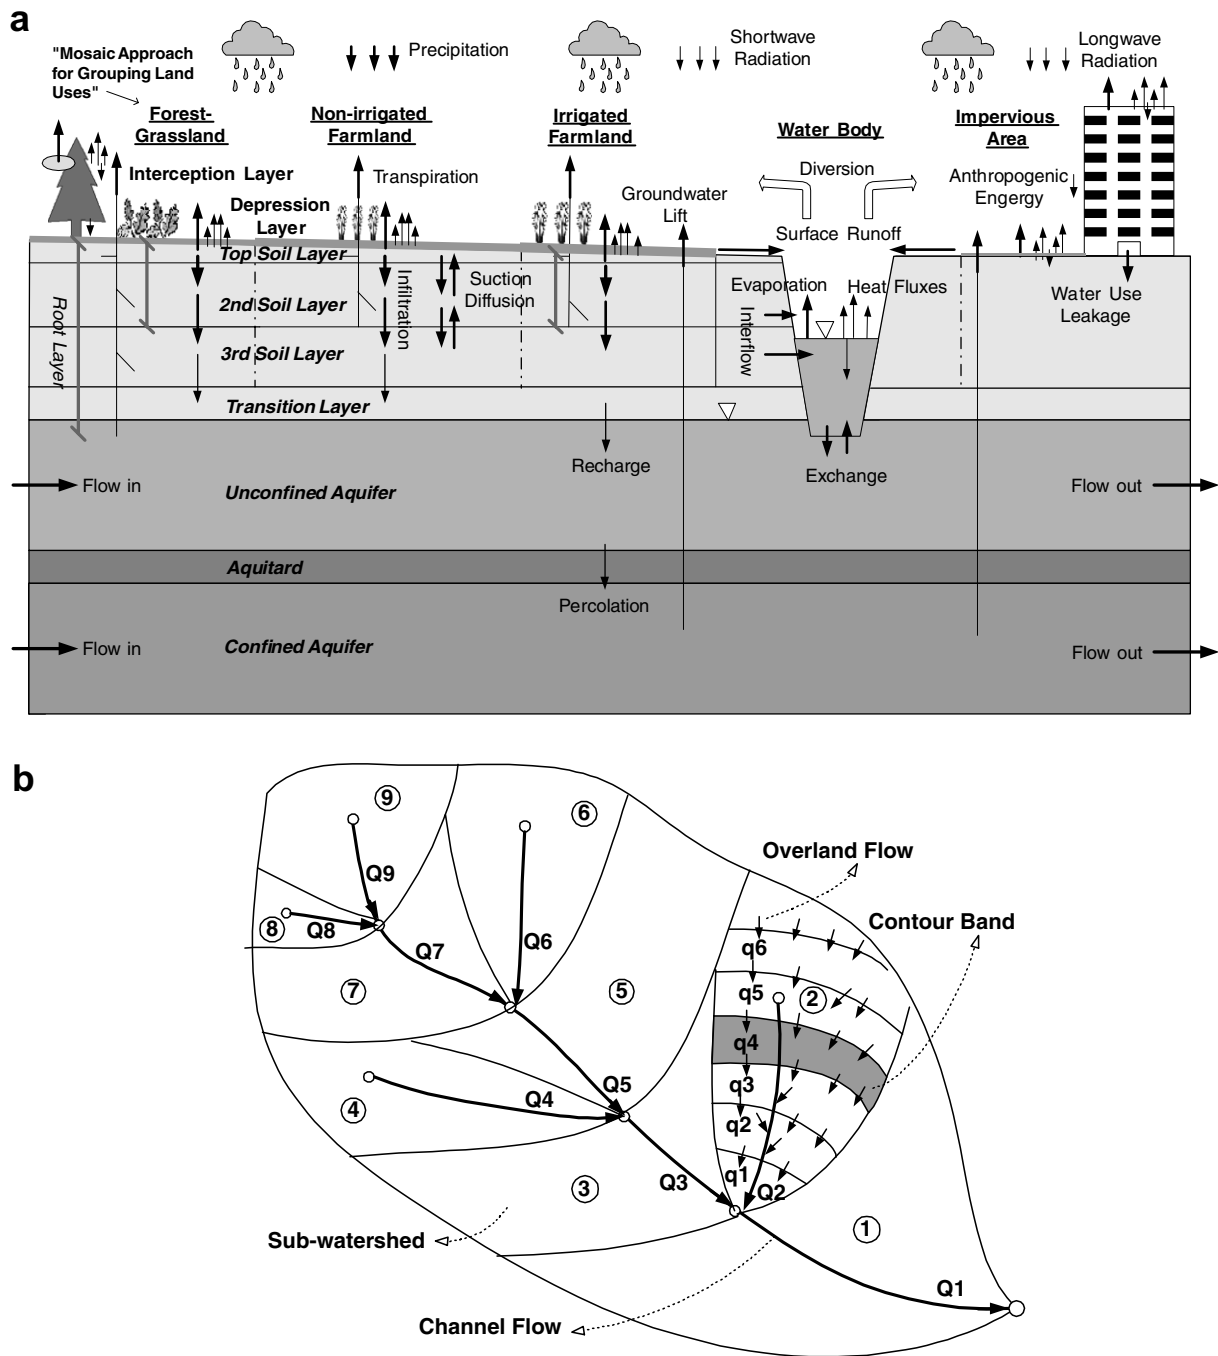 a
"Mosaic Approach
for Grouping Land
Uses"
Precipitation
Shortwave
Radiation
Longwave
Radiation
Forest-
Grassland
Non-irrigated
Farmland
Irrigated
Farmland
Water Body
Impervious
Area
Interception Layer
Transpiration
Diversion
Anthropogenic
Engergy
Groundwater
Lift
Depression
Layer
Surface Runoff
Top Soil Layer
Suction
Diffusion
Infiltration
Evaporation
Heat Fluxes
Water Use
Leakage
2nd Soil Layer
Interflow
Root Layer
3rd Soil Layer
Transition Layer
Recharge
Exchange
Flow in
Unconfined Aquifer
Flow out
Aquitard
Percolation
Flow in
Confined Aquifer
Flow out
b
9
6
Overland Flow
Q9
Contour Band
8
Q8
Q7
Q6
q6
7
5
q5
2
q4
Q5
q3
4
Q4
q2
3
Q3
q1
Q2
1
Sub-watershed
Q1
Channel Flow